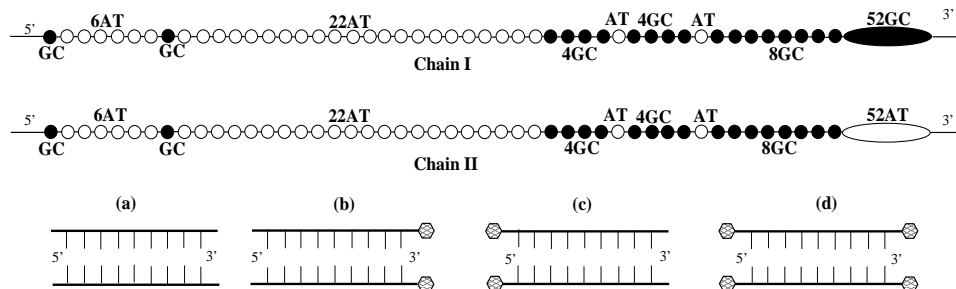 6AT 22AT AT 4GC AT 52GC
5' 3'
GC GC 4GC 8GC
Chain I
6AT 22AT AT 4GC AT 52AT
5' 3'
GC GC 4GC 8GC
Chain II
(a) (b) (c) (d)
5' 3' 5' 3' 5' 3' 5' 3'